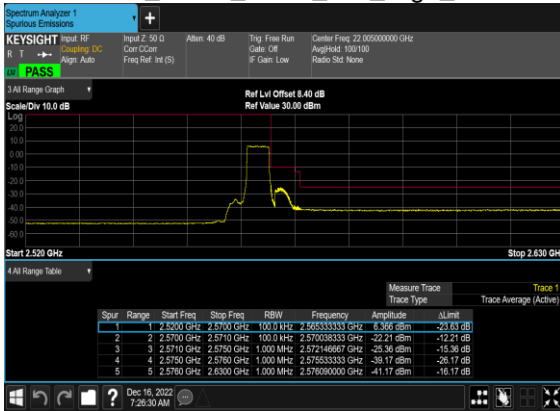 Spectrum Analyzer 1
Spurious Emissions
+
KEYSIGHT Input: RF Input Z: 50 Ω Atten: 40 dB Trig: Free Run Center Freq: 22.005000000 GHz
R T Coupling: DC Corr CCorr Gate: Off Avg|Hold: 100/100
Align: Auto Freq Ref: Int (S) IF Gain: Low Radio Std: None
PASS
3 All Range Graph
Ref Lvl Offset 8.40 dB
Scale/Div 10.0 dB Ref Value 30.00 dBm
Log
20.0
10.0
0.00
-10.0
-20.0
-30.0
-40.0
-50.0
-60.0
Start 2.520 GHz Stop 2.630 GH
4 All Range Table
Measure Trace Trace 1
Trace Type Trace Average (Active)
Spur Range Start Freq Stop Freq RBW Frequency Amplitude ΔLimit
1 1 2.5200 GHz 2.5700 GHz 100.0 kHz 2.565333333 GHz 6.366 dBm -23.63 dB
2 2 2.5700 GHz 2.5710 GHz 100.0 kHz 2.570038333 GHz -22.21 dBm -12.21 dB
3 3 2.5710 GHz 2.5750 GHz 1.000 MHz 2.572146667 GHz -25.36 dBm -15.36 dB
4 4 2.5750 GHz 2.5760 GHz 1.000 MHz 2.575533333 GHz -39.17 dBm -26.17 dB
5 5 2.5760 GHz 2.6300 GHz 1.000 MHz 2.576090000 GHz -41.17 dBm -16.17 dB
? Dec 16, 2022
7:26:30 AM